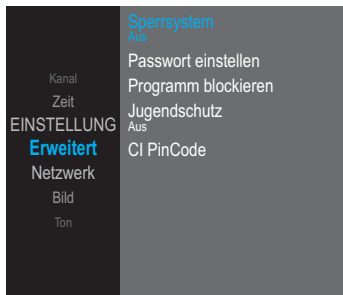 Kanal
Zeit
EINSTELLUNG
Erweitert
Netzwerk
Bild
Ton
Sperrsystem
Aus
Passwort einstellen
Programm blockieren
Jugendschutz
Aus
CI PinCode